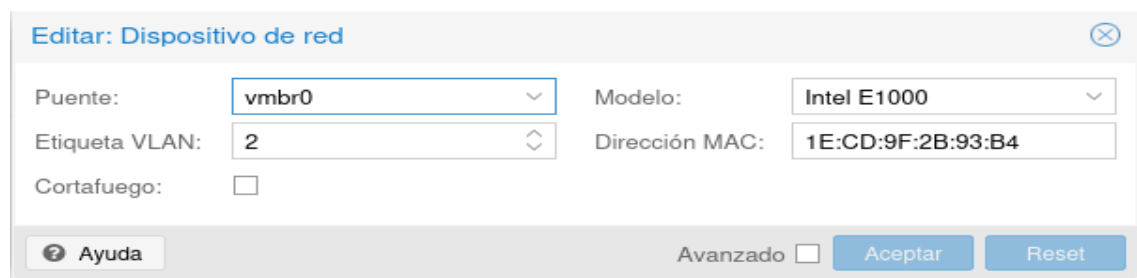 Editar: Dispositivo de red
Puente: vmbr0 Modelo: Intel E1000
Etiqueta VLAN: 2 Dirección MAC: 1E:CD:9F:2B:93:B4
Cortafuego:
Ayuda Avanzado Aceptar Reset